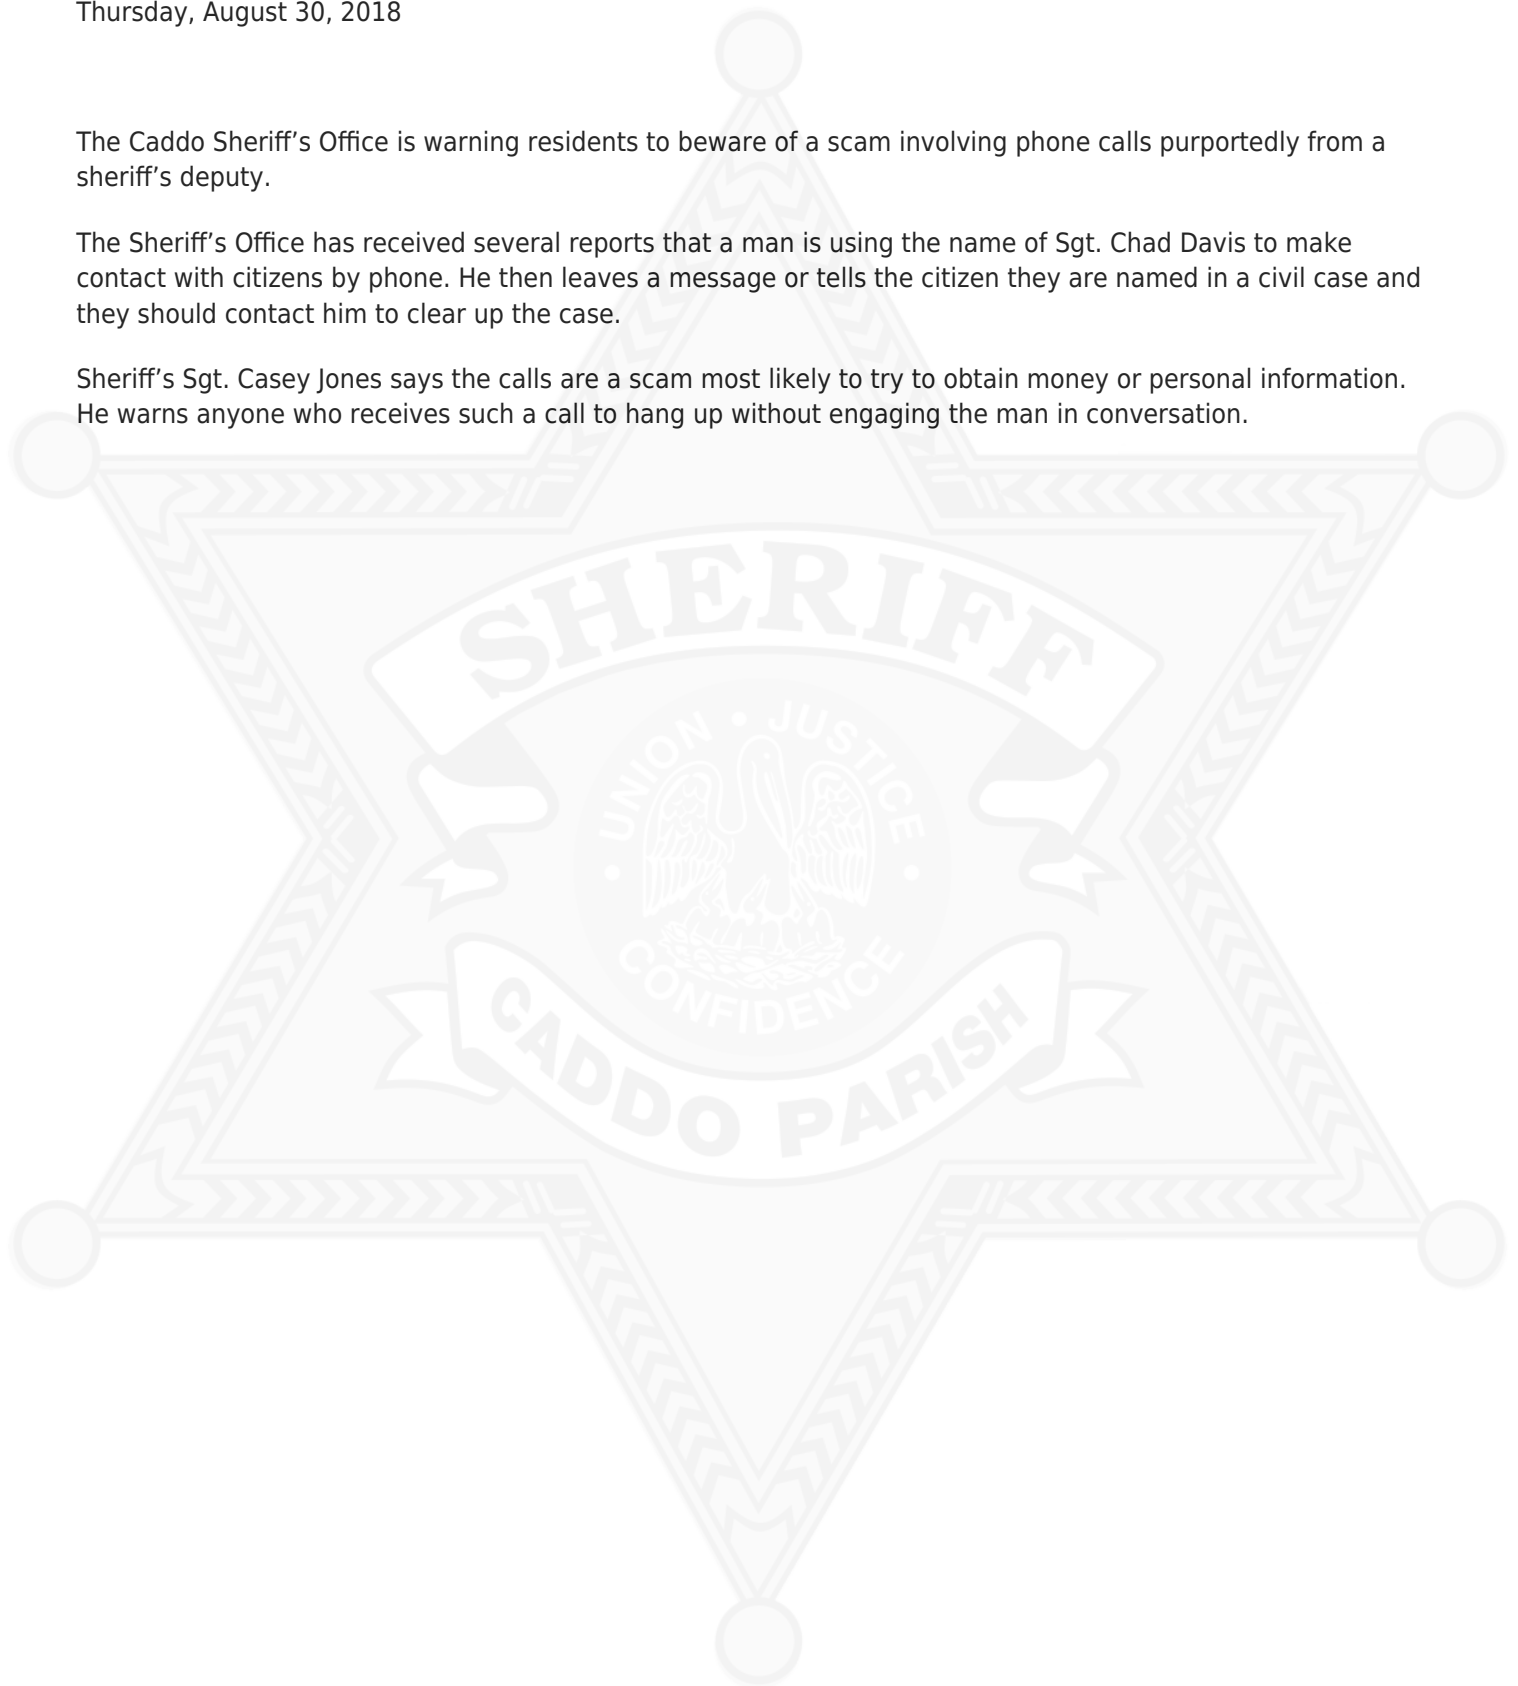 Thursday, August 30, 2018
The Caddo Sheriff’s Office is warning residents to beware of a scam involving phone calls purportedly from a
sheriff’s deputy.
The Sheriff’s Office has received several reports that a man is using the name of Sgt. Chad Davis to make
contact with citizens by phone. He then leaves a message or tells the citizen they are named in a civil case and
they should contact him to clear up the case.
Sheriff’s Sgt. Casey Jones says the calls are a scam most likely to try to obtain money or personal information.
He warns anyone who receives such a call to hang up without engaging the man in conversation.
SHERIFF
UNION • JUSTICE
• CONFIDENCE •
CADDO PARISH